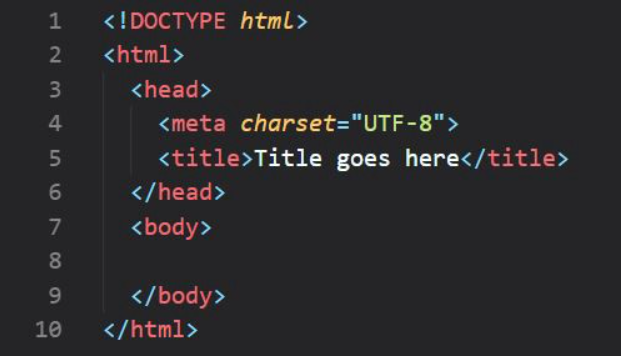 1 <!DOCTYPE html>
2 <html>
3 <head>
4 <meta charset="UTF-8">
5 <title>Title goes here</title>
6 </head>
7 <body>
8
9 </body>
10 </html>